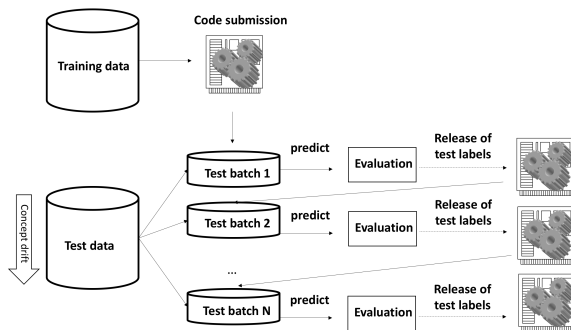 Code submission
Training data
predict
Release of
test labels
Test batch 1
Evaluation
Concept drift
Test data
predict
Release of
test labels
Test batch 2
Evaluation
...
predict
Release of
test labels
Test batch N
Evaluation